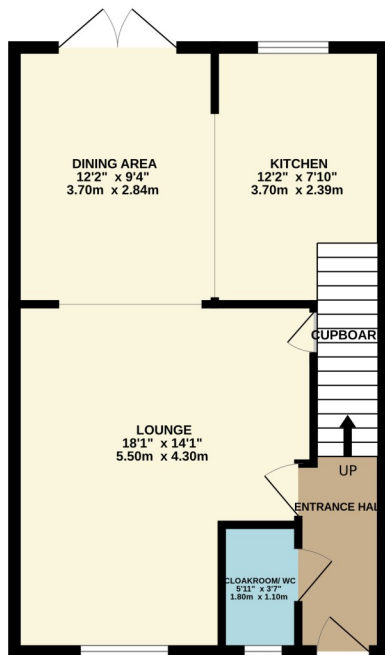 DINING AREA
12'2" x 9'4"
3.70m x 2.84m
KITCHEN
12'2" x 7'10"
3.70m x 2.39m
CUPBOAR
LOUNGE
18'1" x 14'1"
5.50m x 4.30m
UP
ENTRANCE HAL
CLOAKROOM/ WC
5'11" x 3'7"
1.80m x 1.10m